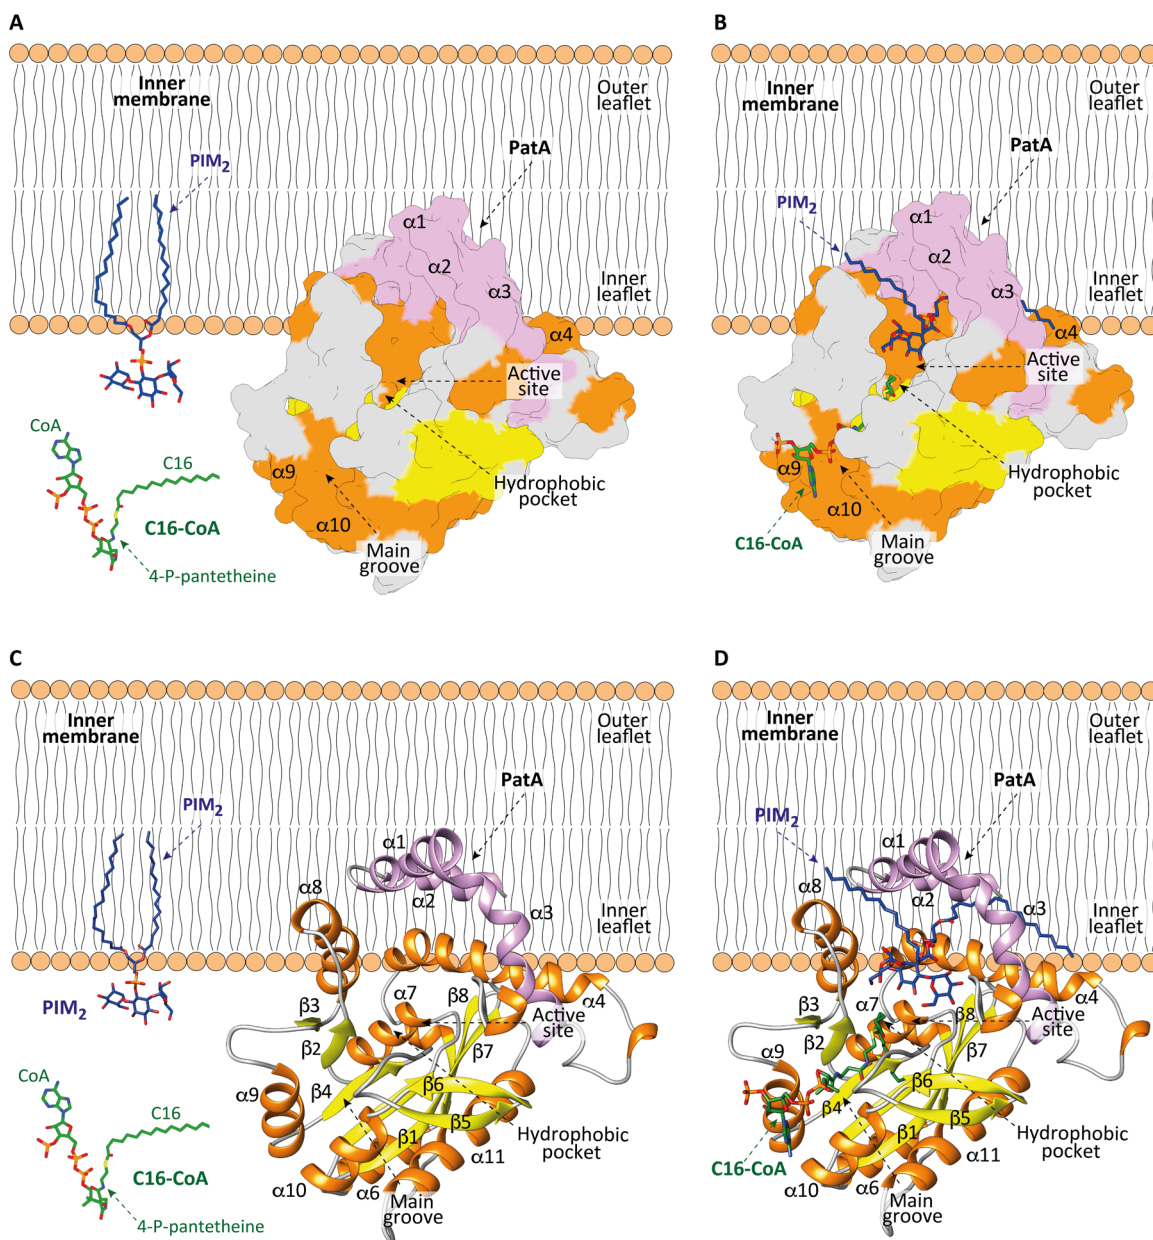 A
Inner
membrane
Outer
leaflet
PatA
PIM2
α1
α2
α3
Inner
leaflet
α4
Active
site
CoA
C16
α9
Hydrophobic
pocket
C16-CoA
α10
Main
groove
4-P-pantetheine
B
Inner
membrane
Outer
leaflet
PatA
PIM2
α1
α2
α3
Inner
leaflet
α4
Active
site
α9
Hydrophobic
pocket
α10
C16-CoA
Main
groove
C
Inner
membrane
Outer
leaflet
PatA
PIM2
α1
α8
α2
α3
Inner
leaflet
PIM2
α7
β8
α4
β3
Active
site
β2
β7
CoA
C16
α9
β4
β6
β5
β1
Hydrophobic
pocket
α11
C16-CoA
α10
α6
Main
groove
4-P-pantetheine
D
Inner
membrane
Outer
leaflet
PatA
PIM2
α1
α8
α2
α3
Inner
leaflet
α7
α4
β3
β8
Active
site
β2
β7
α9
β6
β4
β5
β1
Hydrophobic
pocket
α11
C16-CoA
α10
α6
Main
groove